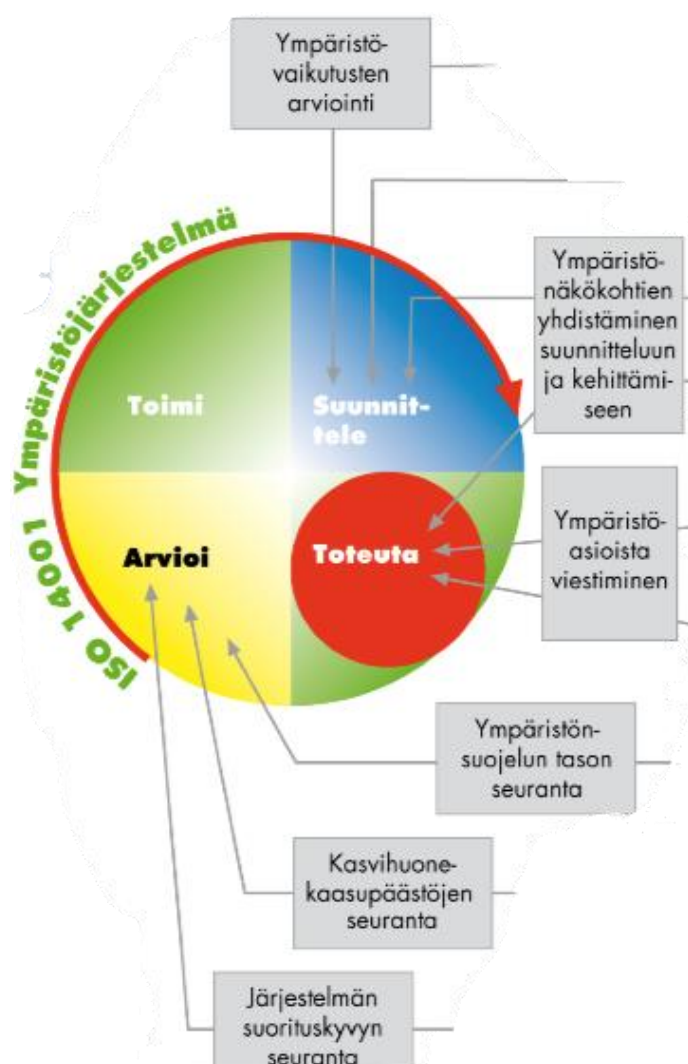 Ympäristö-
vaikutusten
arviointi
ISO 14001 Ympäristöjärjestelmä
Ympäristö-
näkökohtien
yhdistäminen
suunnitteluun
ja kehittämi-
seen
Toimi
Suunnit-
tele
Arvioi
Toteuta
Ympäristö-
asioista
viestiminen
Ympäristön-
suojelun tason
seuranta
Kasvihuone-
kaasupäästöjen
seuranta
Järjestelmän
suorituskyvyn
seuranta